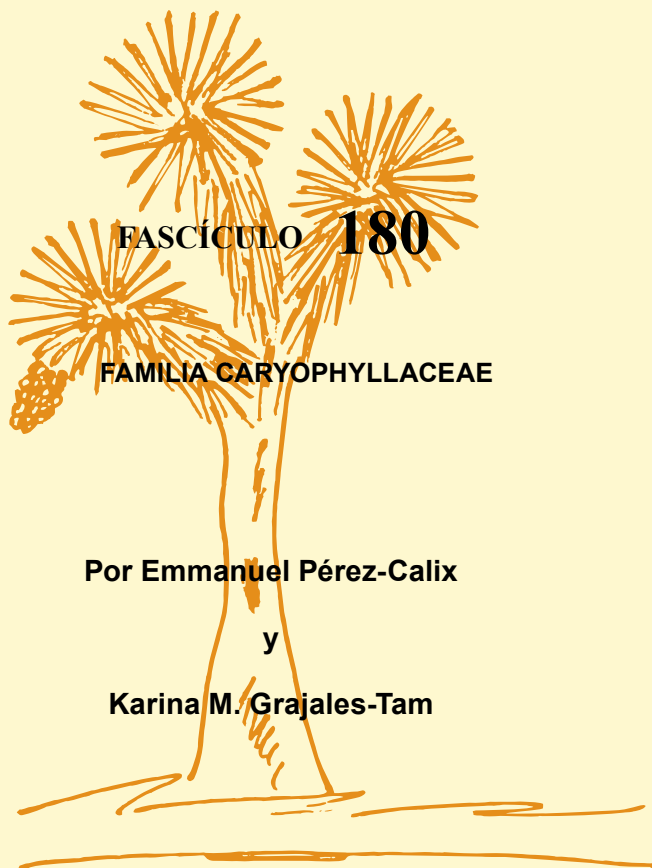 FASCÍCULO 180
FAMILIA CARYOPHYLLACEAE
Por Emmanuel Pérez-Calix
y
Karina M. Grajales-Tam